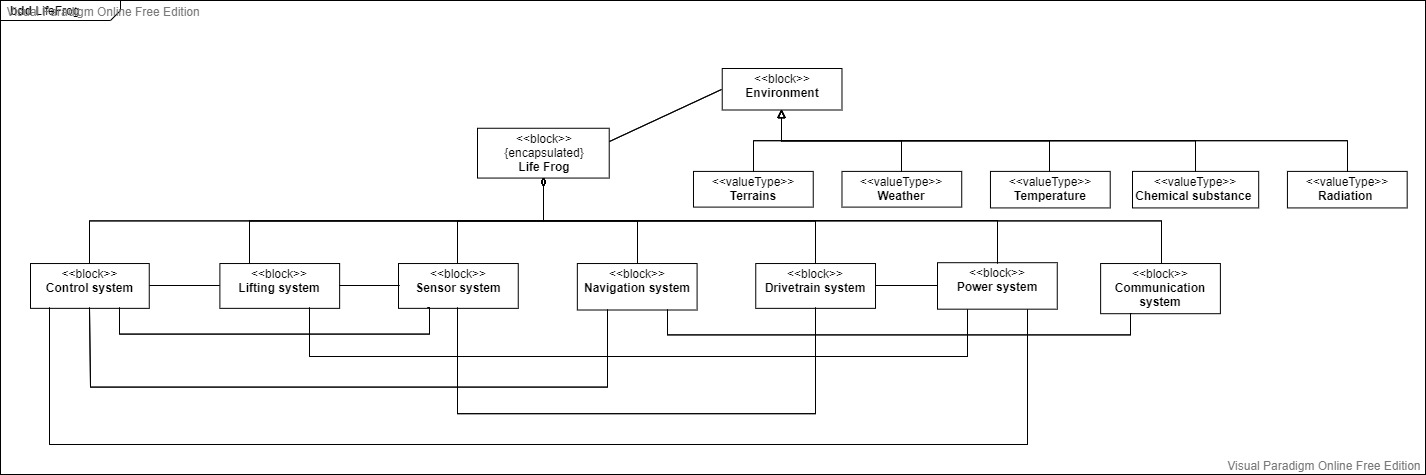 bdd LifeFrog
Visual Paradigm Online Free Edition
<<block>>
Environment
<<block>>
{encapsulated}
Life Frog
<<valueType>>
Terrains
<<valueType>>
Weather
<<valueType>>
Temperature
<<valueType>>
Chemical substance
<<valueType>>
Radiation
<<block>>
Control system
<<block>>
Lifting system
<<block>>
Sensor system
<<block>>
Navigation system
<<block>>
Drivetrain system
<<block>>
Power system
<<block>>
Communication
system
Visual Paradigm Online Free Edition